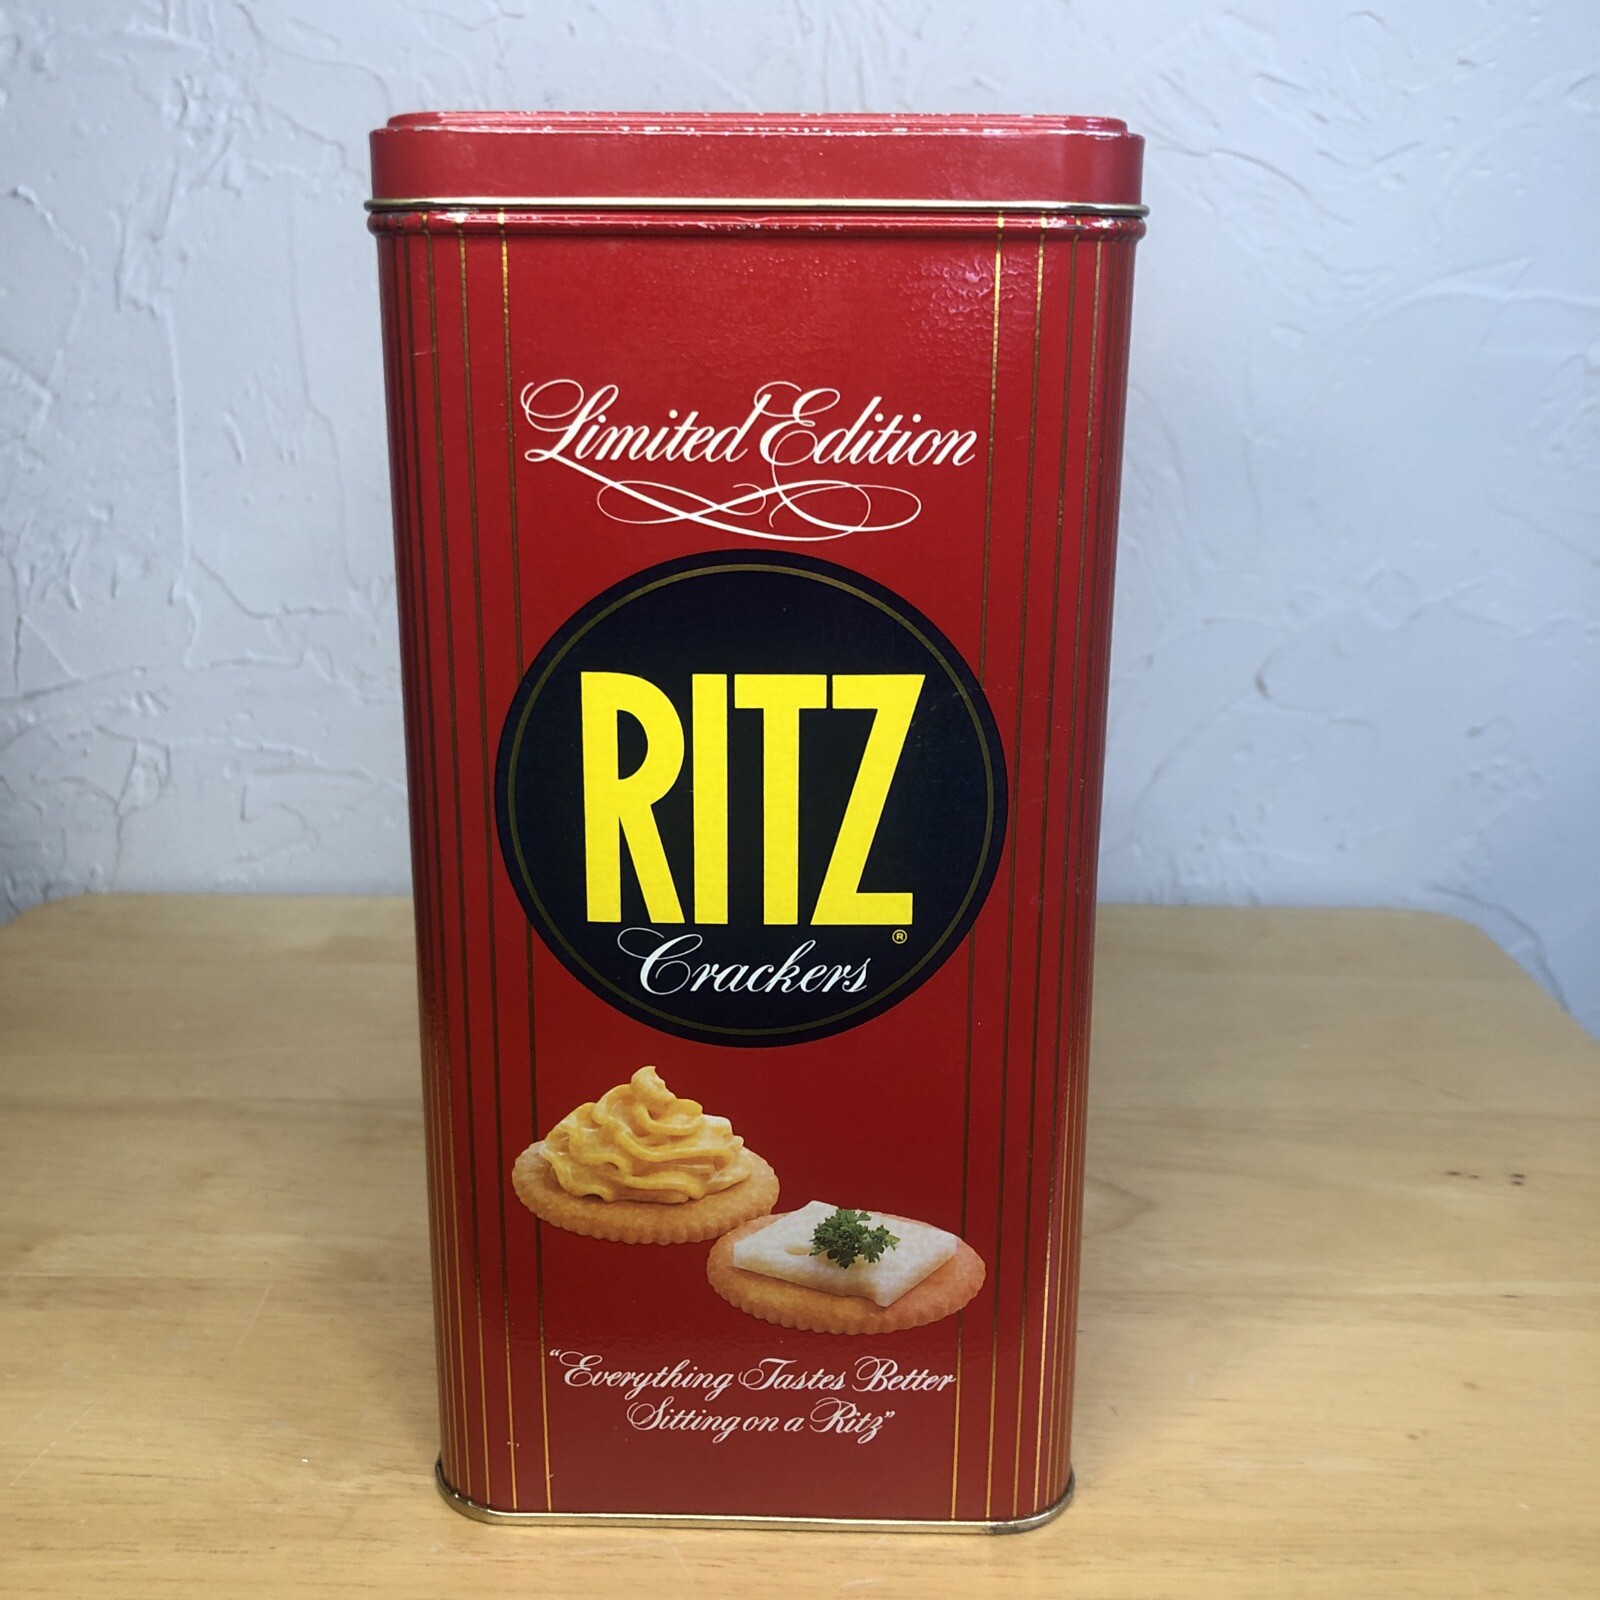 Limited Edition
RITZ
®
Crackers
“Everything Tastes Better
Sitting on a Ritz”